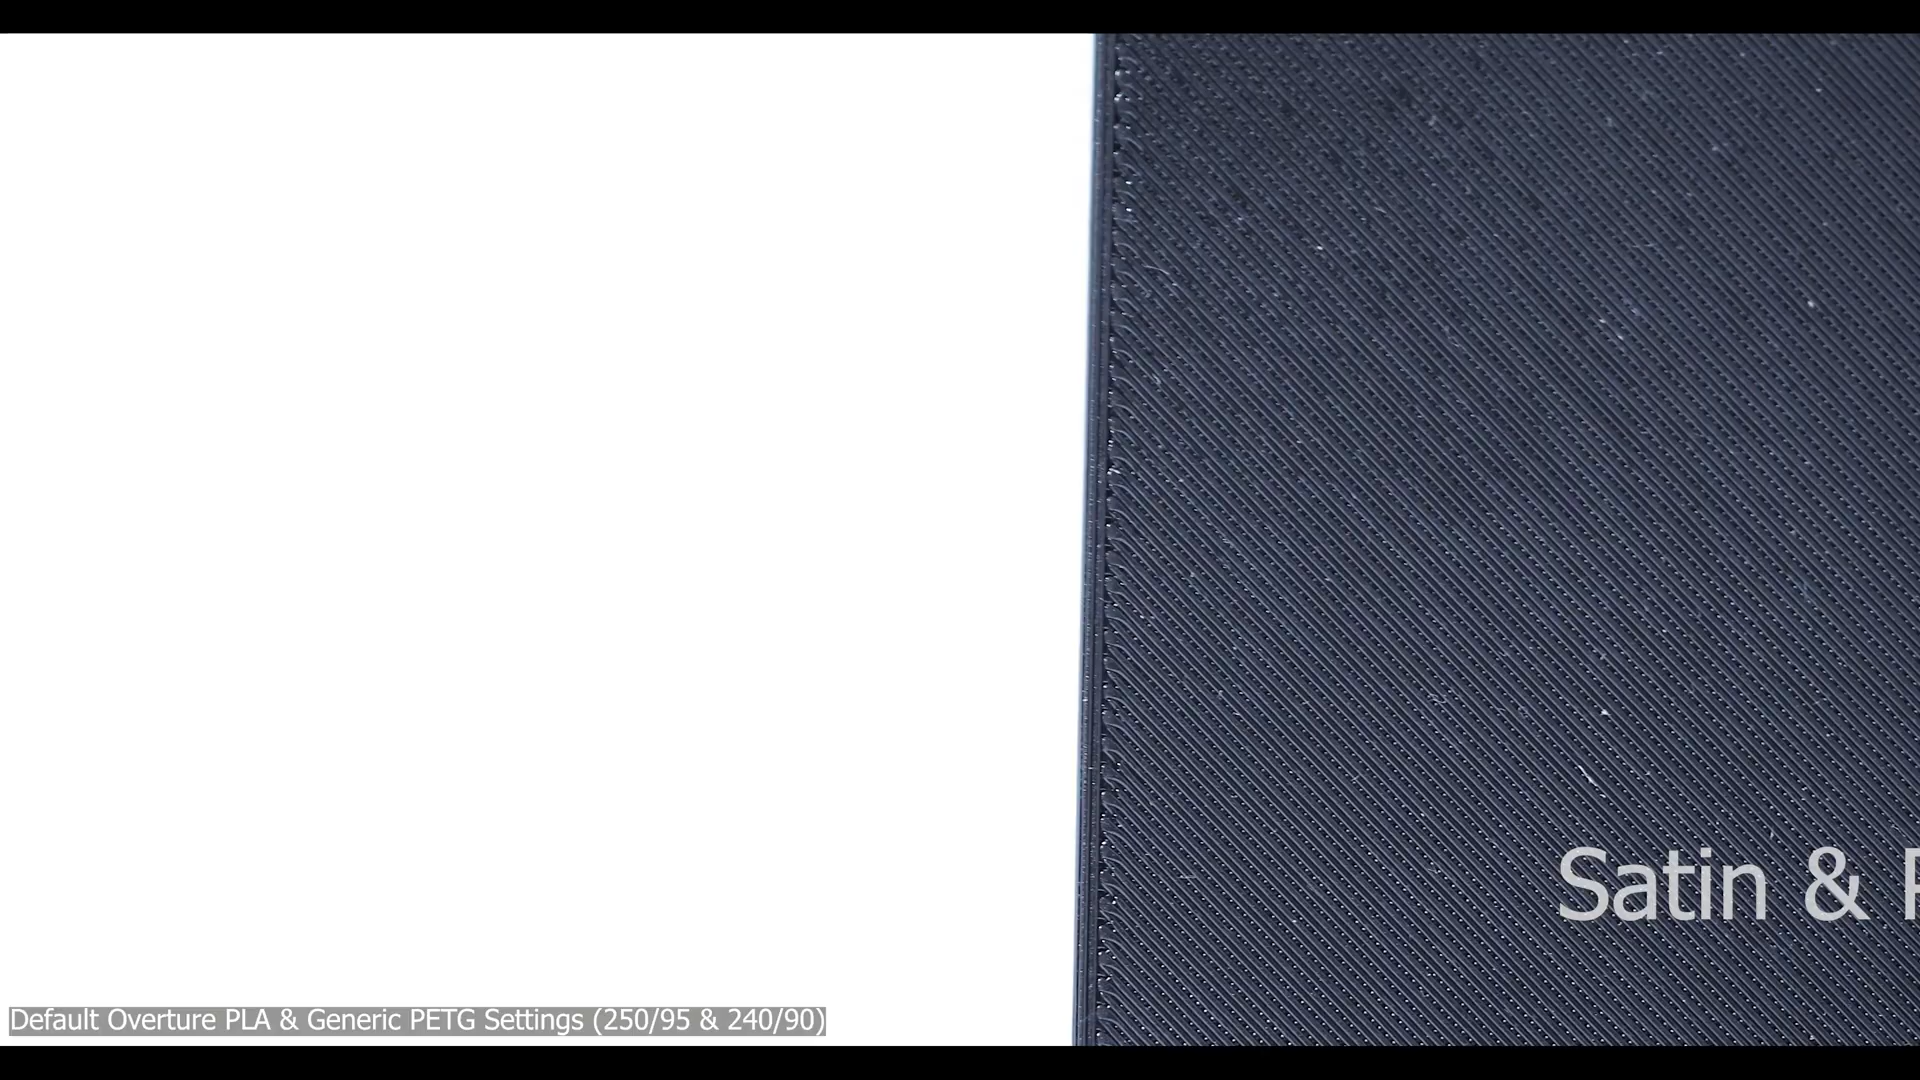 Satin &
Default Overture PLA & Generic PETG Settings (250/95 & 240/90)